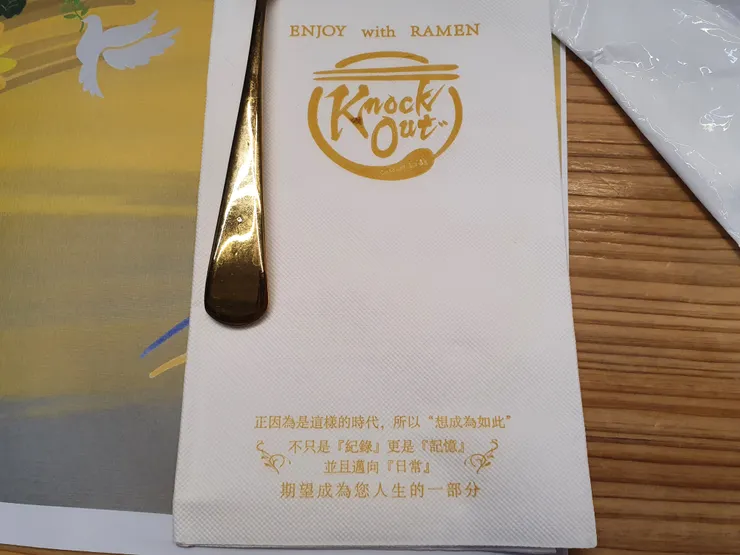 ENJOY with RAMEN
Knock
Out
正因為是這樣的時代，所以“想成為如此”
不只是『紀錄』更是『記憶』
並且邁向『日常』
期望成為您人生的一部分